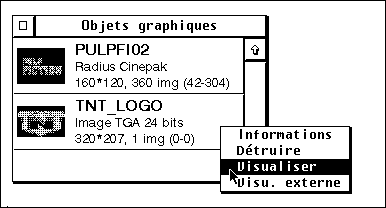 Objets graphiques
PULPFI02
Radius Cinepak
160*120, 360 img (42-304)
TNT_LOGO
Image TGA 24 bits
320*207, 1 img (0-0)
Informations
Détruire
Visualiser
Visu. externe